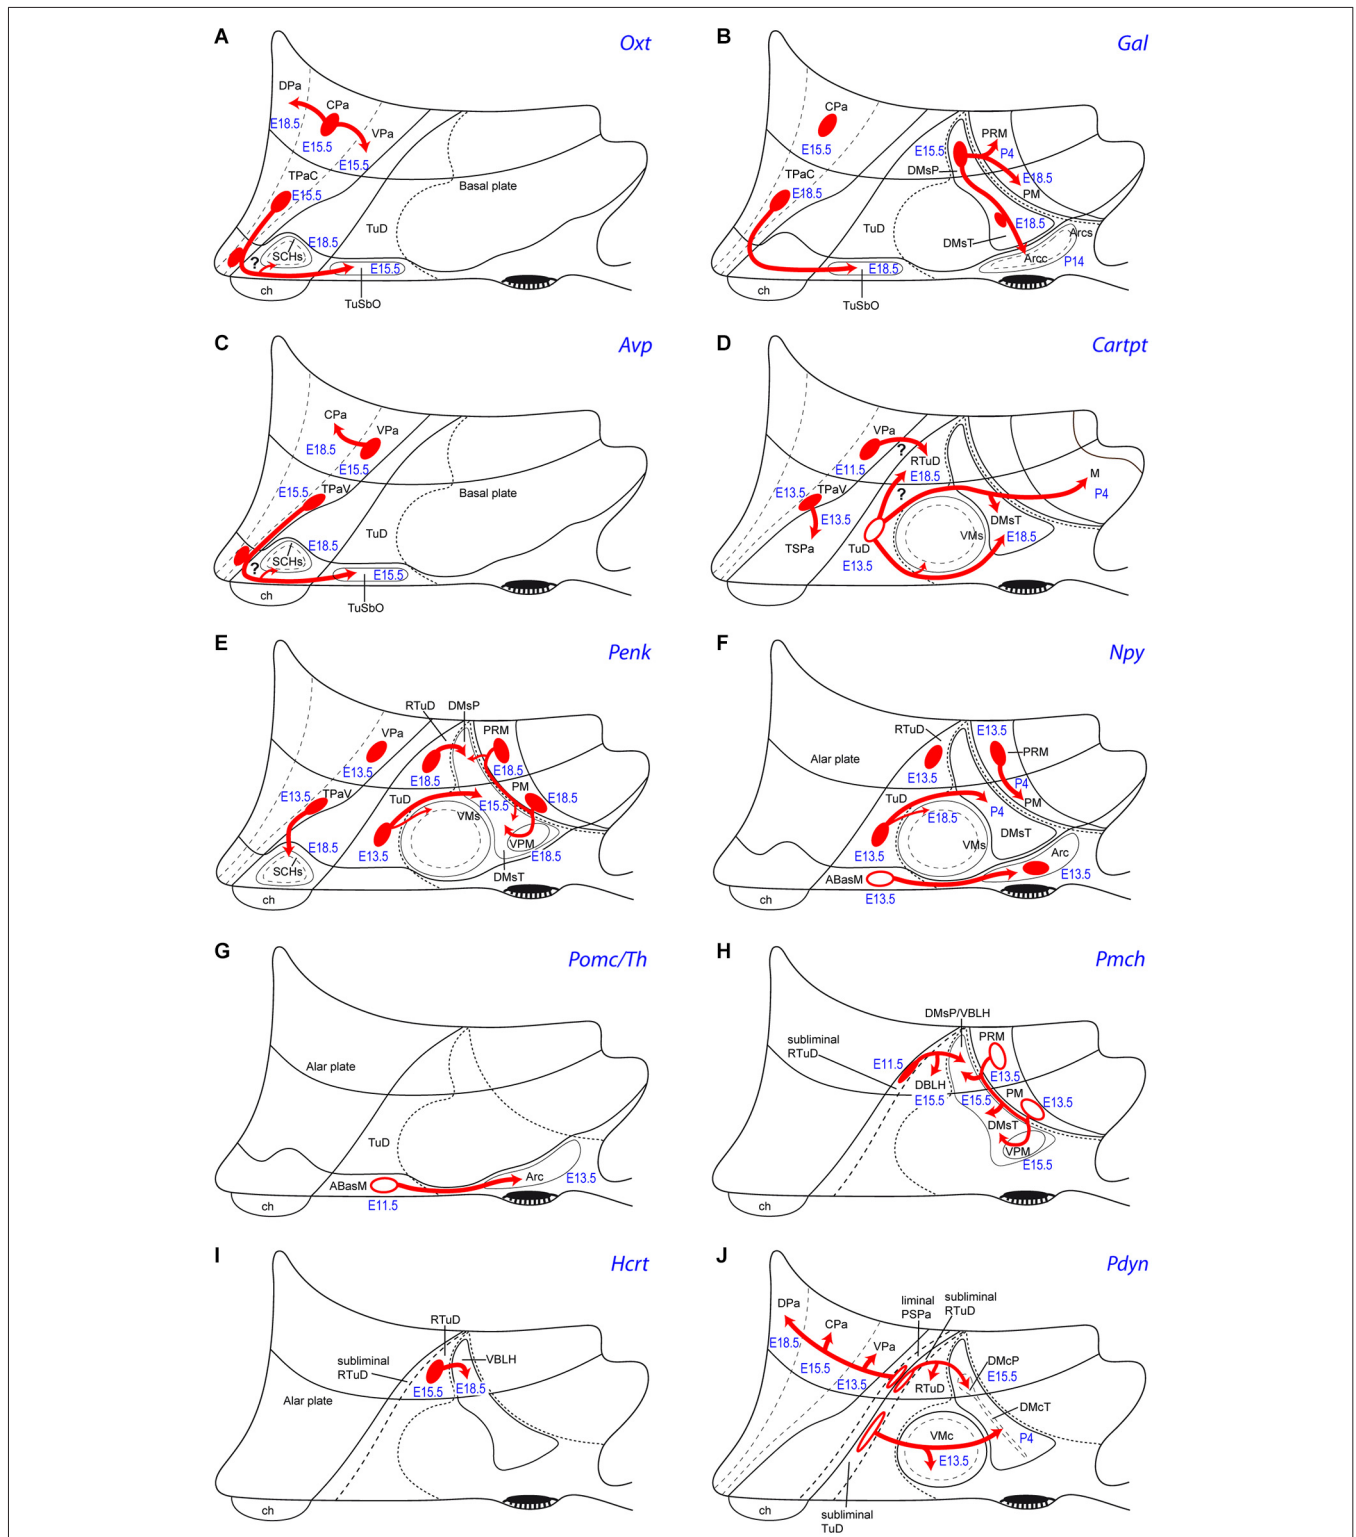 A
Oxt
DPa
CPa
E18.5
E15.5
VPa
E15.5
TPaC
E15.5
Basal plate
TuD
E18.5
SCHs
?
E15.5
ch
TuSbO
B
Gal
CPa
E15.5
PRM
E15.5
P4
DMsP
E18.5
PM
TPaC
E18.5
TuD
E18.5
DMsT
Arcs
Arcc
P14
E18.5
ch
TuSbO
C
Avp
CPa
VPa
E18.5
E15.5
E15.5
TPaV
Basal plate
TuD
E18.5
SCHs
?
E15.5
ch
TuSbO
D
Cartpt
VPa
?
RTuD
E11.5
E18.5
M
P4
E13.5
TPaV
?
E13.5
DMsT
VMs
E18.5
TSPa
TuD
E13.5
ch
E
Penk
RTuD
DMsP
PRM
VPa
E13.5
E18.5
E18.5
PM
E18.5
E13.5
TPaV
TuD
E15.5
VMs
E18.5
VPM
E13.5
E18.5
SCHs
DMsT
ch
F
Npy
RTuD
E13.5
PRM
Alar plate
E13.5
P4
PM
TuD
P4
E18.5
DMsT
VMs
E13.5
Arc
ABasM
E13.5
E13.5
ch
G
Pomc/Th
Alar plate
TuD
Arc
E13.5
ABasM
E11.5
ch
H
Pmch
DMsP/VBLH
subliminal
RTuD
PRM
E11.5
E13.5
DBLH
PM
E15.5
E15.5
E13.5
DMsT
VPM
E15.5
ch
I
Hcrt
RTuD
subliminal
RTuD
VBLH
E15.5
E18.5
Alar plate
ch
J
Pdyn
liminal
PSPa
subliminal
RTuD
DPa
CPa
VPa
E18.5
E15.5
E13.5
DMcP
E15.5
RTuD
DMcT
VMc
P4
E13.5
ch
subliminal
TuD